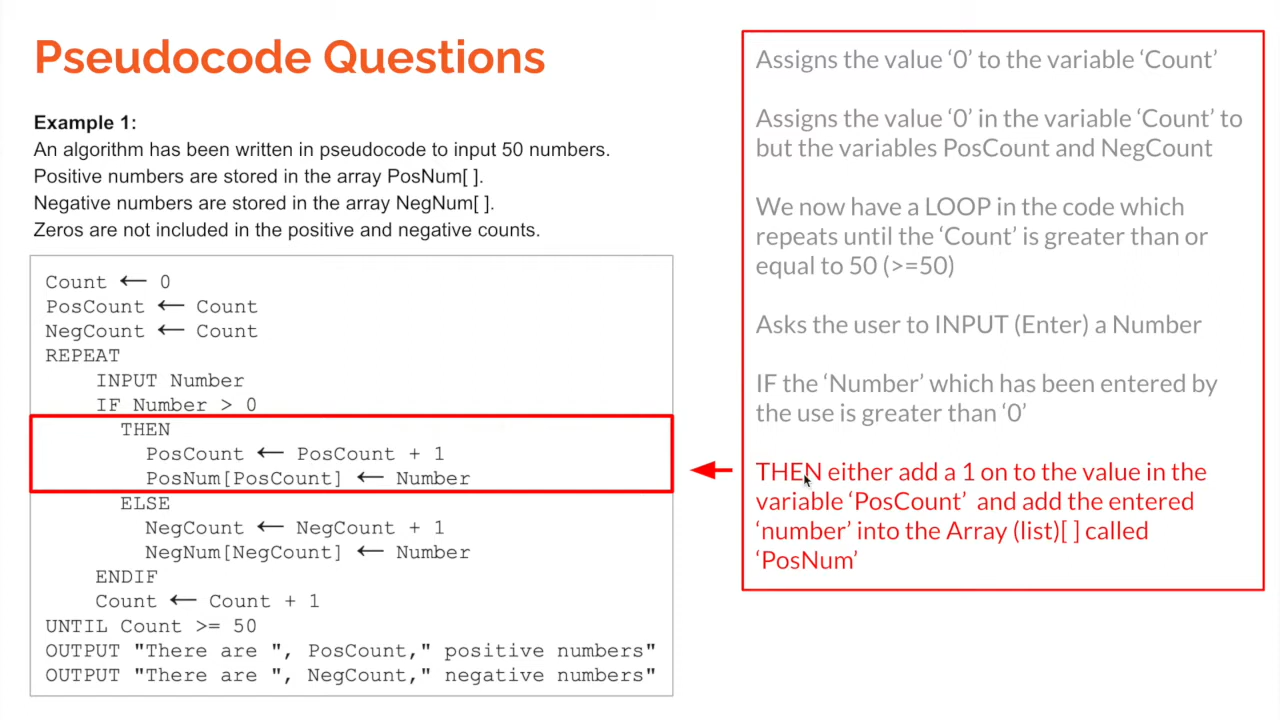 Pseudocode Questions
Example 1:
An algorithm has been written in pseudocode to input 50 numbers.
Positive numbers are stored in the array PosNum[ ].
Negative numbers are stored in the array NegNum[ ].
Zeros are not included in the positive and negative counts.
Count ← 0
PosCount ← Count
NegCount ← Count
REPEAT
INPUT Number
IF Number > 0
THEN
PosCount ← PosCount + 1
PosNum[PosCount] ← Number
ELSE
NegCount ← NegCount + 1
NegNum[NegCount] ← Number
ENDIF
Count ← Count + 1
UNTIL Count >= 50
OUTPUT "There are ", PosCount," positive numbers"
OUTPUT "There are ", NegCount," negative numbers"
Assigns the value ‘0’ to the variable ‘Count’
Assigns the value ‘0’ in the variable ‘Count’ to
but the variables PosCount and NegCount
We now have a LOOP in the code which
repeats until the ‘Count’ is greater than or
equal to 50 (>=50)
Asks the user to INPUT (Enter) a Number
IF the ‘Number’ which has been entered by
the use is greater than ‘0’
THEN either add a 1 on to the value in the
variable ‘PosCount’ and add the entered
‘number’ into the Array (list)[ ] called
‘PosNum’